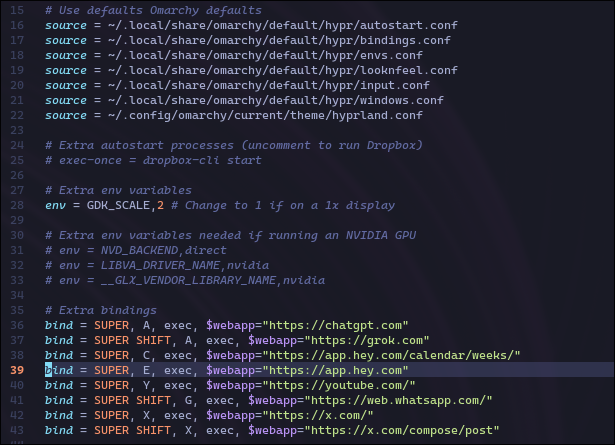 15 # Use defaults Omarchy defaults
16 source = ~/.local/share/omarchy/default/hypr/autostart.conf
17 source = ~/.local/share/omarchy/default/hypr/bindings.conf
18 source = ~/.local/share/omarchy/default/hypr/envs.conf
19 source = ~/.local/share/omarchy/default/hypr/looknfeel.conf
20 source = ~/.local/share/omarchy/default/hypr/input.conf
21 source = ~/.local/share/omarchy/default/hypr/windows.conf
22 source = ~/.config/omarchy/current/theme/hyprland.conf
23
24 # Extra autostart processes (uncomment to run Dropbox)
25 # exec-once = dropbox-cli start
26
27 # Extra env variables
28 env = GDK_SCALE,2 # Change to 1 if on a 1x display
29
30 # Extra env variables needed if running an NVIDIA GPU
31 # env = NVD_BACKEND,direct
32 # env = LIBVA_DRIVER_NAME,nvidia
33 # env = __GLX_VENDOR_LIBRARY_NAME,nvidia
34
35 # Extra bindings
36 bind = SUPER, A, exec, $webapp="https://chatgpt.com"
37 bind = SUPER SHIFT, A, exec, $webapp="https://grok.com"
38 bind = SUPER, C, exec, $webapp="https://app.hey.com/calendar/weeks/"
39 bind = SUPER, E, exec, $webapp="https://app.hey.com"
40 bind = SUPER, Y, exec, $webapp="https://youtube.com/"
41 bind = SUPER SHIFT, G, exec, $webapp="https://web.whatsapp.com/"
42 bind = SUPER, X, exec, $webapp="https://x.com/"
43 bind = SUPER SHIFT, X, exec, $webapp="https://x.com/compose/post"